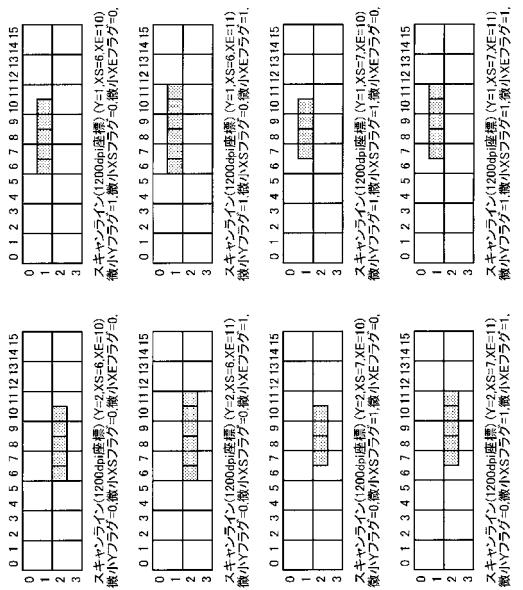 0 1 2 3 4 5 6 7 8 9 10 11 12 13 14 15
0
1
2
3
スキャンライン(1200dpi座標) (Y=2,XS=6,XE=10)
微小Yフラグ=0,微小XSフラグ=0,微小XEフラグ=0,
0 1 2 3 4 5 6 7 8 9 10 11 12 13 14 15
0
1
2
3
スキャンライン(1200dpi座標) (Y=1,XS=6,XE=10)
微小Yフラグ=1,微小XSフラグ=0,微小XEフラグ=0,
0 1 2 3 4 5 6 7 8 9 10 11 12 13 14 15
0
1
2
3
スキャンライン(1200dpi座標) (Y=2,XS=6,XE=11)
微小Yフラグ=0,微小XSフラグ=0,微小XEフラグ=1,
0 1 2 3 4 5 6 7 8 9 10 11 12 13 14 15
0
1
2
3
スキャンライン(1200dpi座標) (Y=1,XS=6,XE=11)
微小Yフラグ=1,微小XSフラグ=0,微小XEフラグ=1,
0 1 2 3 4 5 6 7 8 9 10 11 12 13 14 15
0
1
2
3
スキャンライン(1200dpi座標) (Y=2,XS=7,XE=10)
微小Yフラグ=0,微小XSフラグ=1,微小XEフラグ=0,
0 1 2 3 4 5 6 7 8 9 10 11 12 13 14 15
0
1
2
3
スキャンライン(1200dpi座標) (Y=1,XS=7,XE=10)
微小Yフラグ=1,微小XSフラグ=1,微小XEフラグ=0,
0 1 2 3 4 5 6 7 8 9 10 11 12 13 14 15
0
1
2
3
スキャンライン(1200dpi座標) (Y=2,XS=7,XE=11)
微小Yフラグ=0,微小XSフラグ=1,微小XEフラグ=1,
0 1 2 3 4 5 6 7 8 9 10 11 12 13 14 15
0
1
2
3
スキャンライン(1200dpi座標) (Y=1,XS=7,XE=11)
微小Yフラグ=1,微小XSフラグ=1,微小XEフラグ=1,